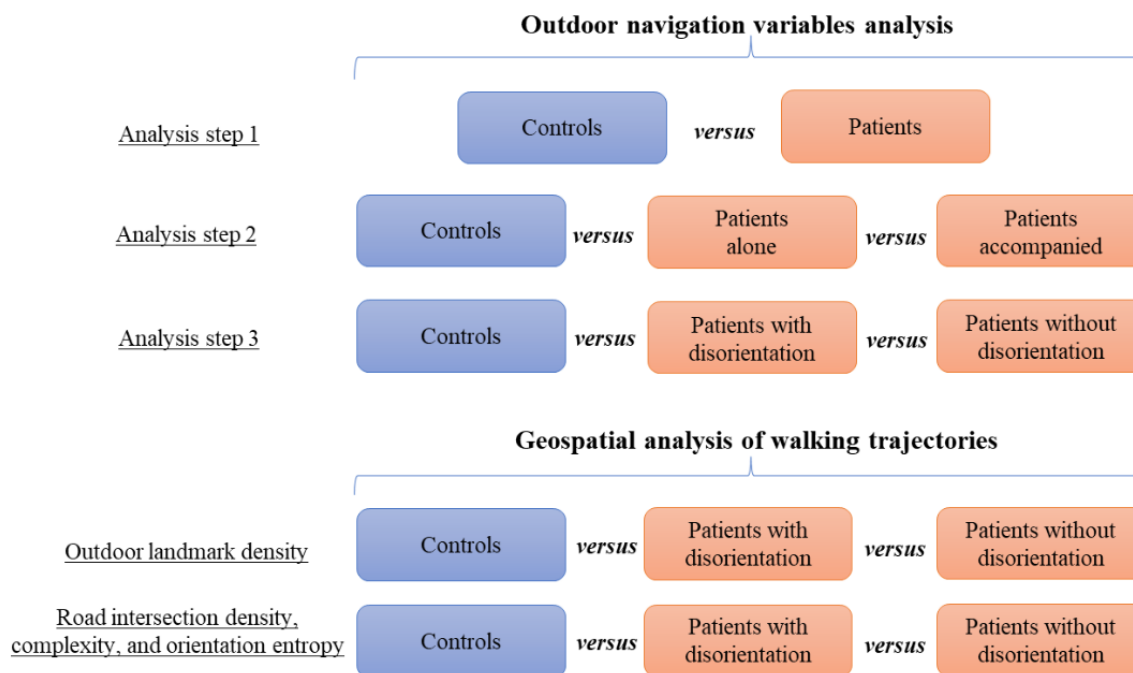 Outdoor navigation variables analysis
Analysis step 1
Controls
versus
Patients
Analysis step 2
Controls
versus
Patients
alone
versus
Patients
accompanied
Analysis step 3
Controls
versus
Patients with
disorientation
versus
Patients without
disorientation
Geospatial analysis of walking trajectories
Outdoor landmark density
Controls
versus
Patients with
disorientation
versus
Patients without
disorientation
Road intersection density,
complexity, and orientation entropy
Controls
versus
Patients with
disorientation
versus
Patients without
disorientation